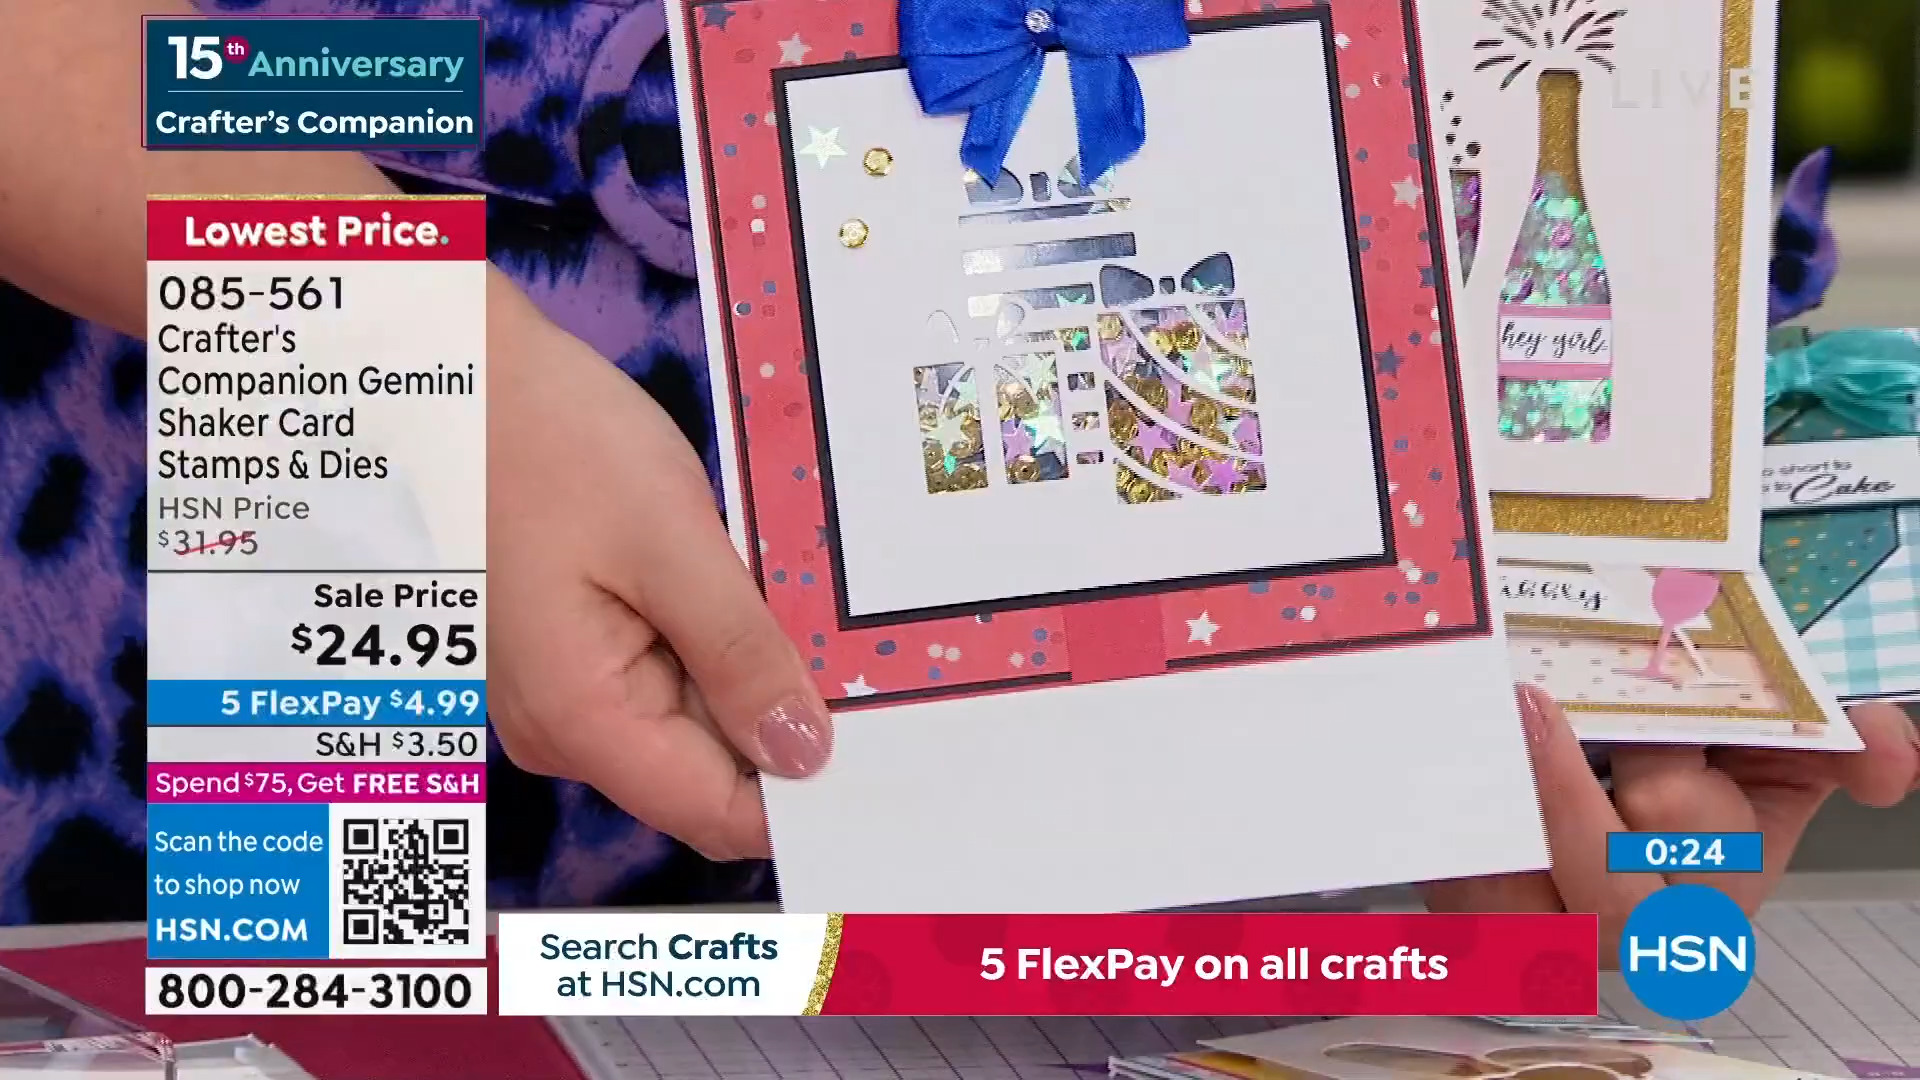 15th Anniversary
Crafter's Companion
Lowest Price.
085-561
Crafter's
Companion Gemini
Shaker Card
Stamps & Dies
HSN Price
$31.95
Sale Price
$24.95
5 FlexPay $4.99
S&H $3.50
Spend $75, Get FREE S&H
Scan the code
to shop now
HSN.COM
800-284-3100
LIVE
hey girl
short to
Cake
0:24
Search Crafts
at HSN.com
5 FlexPay on all crafts
HSN